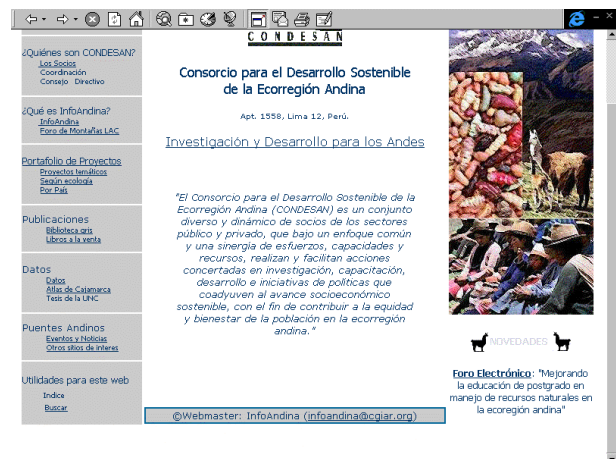 ¿Quiénes son CONDESAN?
Los Socios
Coordinación
Consejo Directivo
¿Qué es InfoAndina?
InfoAndina
Foro de Montañas LAC
Portafolio de Proyectos
Proyectos temáticos
Según ecología
Por País
Publicaciones
Biblioteca gris
Libros a la venta
Datos
Datos
Atlas de Cajamarca
Tesis de la UNC
Puentes Andinos
Eventos y Noticias
Otros sitios de interes
Utilidades para este web
Indice
Buscar
CONDESAN
Consorcio para el Desarrollo Sostenible
de la Ecorregión Andina
Apt. 1558, Lima 12, Perú.
Investigación y Desarrollo para los Andes
"El Consorcio para el Desarrollo Sostenible de la
Ecorregión Andina (CONDESAN) es un conjunto
diverso y dinámico de socios de los sectores
público y privado, que bajo un enfoque común
y una sinergia de esfuerzos, capacidades y
recursos, realizan y facilitan acciones
concertadas en investigación, capacitación,
desarrollo e iniciativas de políticas que
coadyuven al avance socioeconómico
sostenible, con el fin de contribuir a la equidad
y bienestar de la población en la ecorregión
andina."
©Webmaster: InfoAndina (infoandina@cgiar.org)
NOVEDADES
Foro Electrónico: "Mejorando
la educación de postgrado en
manejo de recursos naturales en
la ecoregión andina"